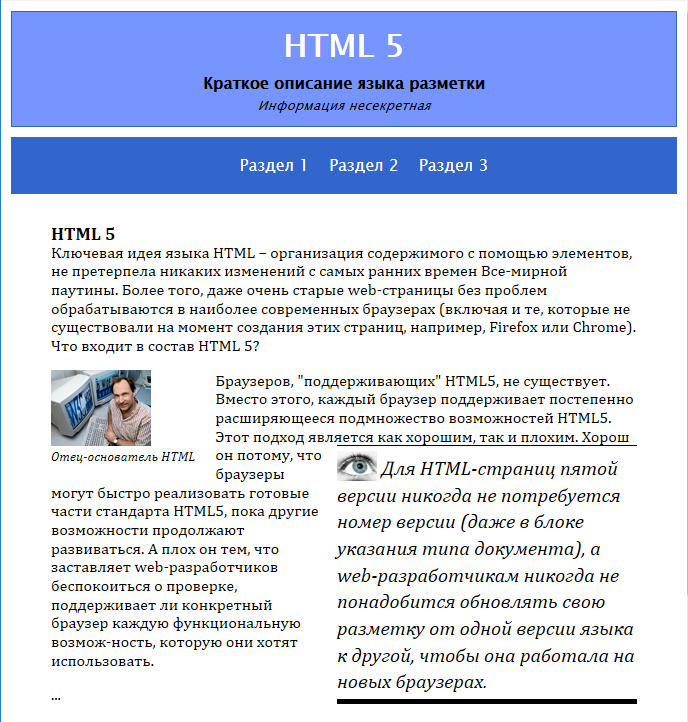 HTML 5
Краткое описание языка разметки
Информация несекретная
Раздел 1 Раздел 2 Раздел 3
HTML 5
Ключевая идея языка HTML – организация содержимого с помощью элементов,
не претерпела никаких изменений с самых ранних времен Все-мирной
паутины. Более того, даже очень старые web-страницы без проблем
обрабатываются в наиболее современных браузерах (включая и те, которые не
существовали на момент создания этих страниц, например, Firefox или Chrome).
Что входит в состав HTML 5?
Отец-основатель HTML
Браузеров, "поддерживающих" HTML5, не существует.
Вместо этого, каждый браузер поддерживает постепенно
расширяющееся подмножество возможностей HTML5.
Этот подход является как хорошим, так и плохим. Хорош
он потому, что
браузеры
могут быстро реализовать готовые
части стандарта HTML5, пока другие
возможности продолжают
развиваться. А плох он тем, что
заставляет web-разработчиков
беспокоиться о проверке,
поддерживает ли конкретный
браузер каждую функциональную
возмож-ность, которую они хотят
использовать.
Для HTML-страниц пятой
версии никогда не потребуется
номер версии (даже в блоке
указания типа документа), а
web-разработчикам никогда не
понадобится обновлять свою
разметку от одной версии языка
к другой, чтобы она работала на
новых браузерах.
...